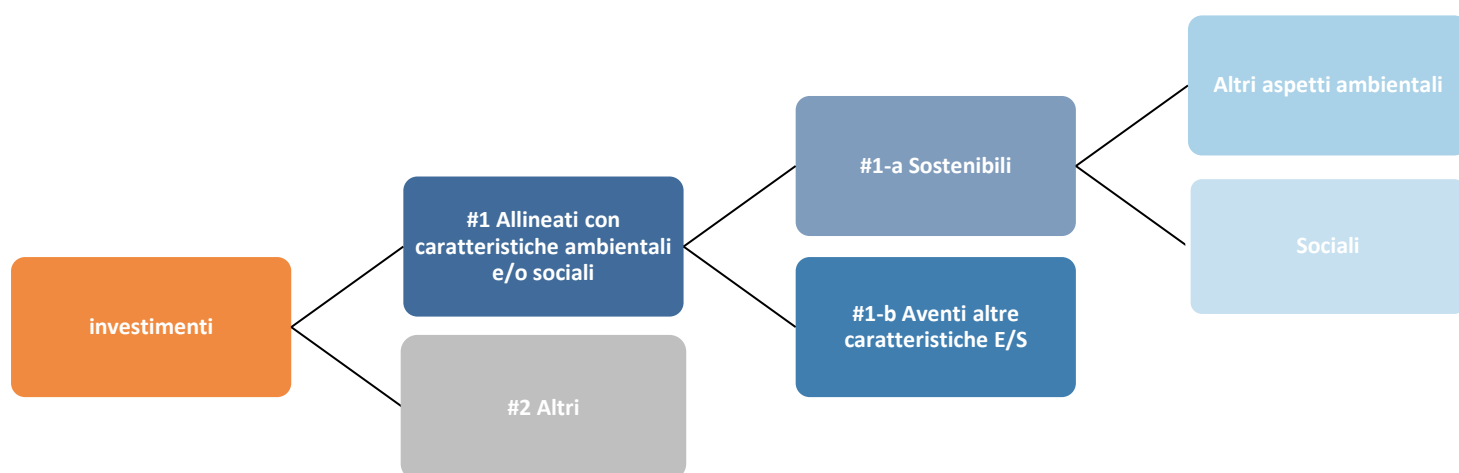 investimenti
#1 Allineati con
caratteristiche ambientali
e/o sociali
#2 Altri
#1-a Sostenibili
#1-b Aventi altre
caratteristiche E/S
Altri aspetti ambientali
Sociali